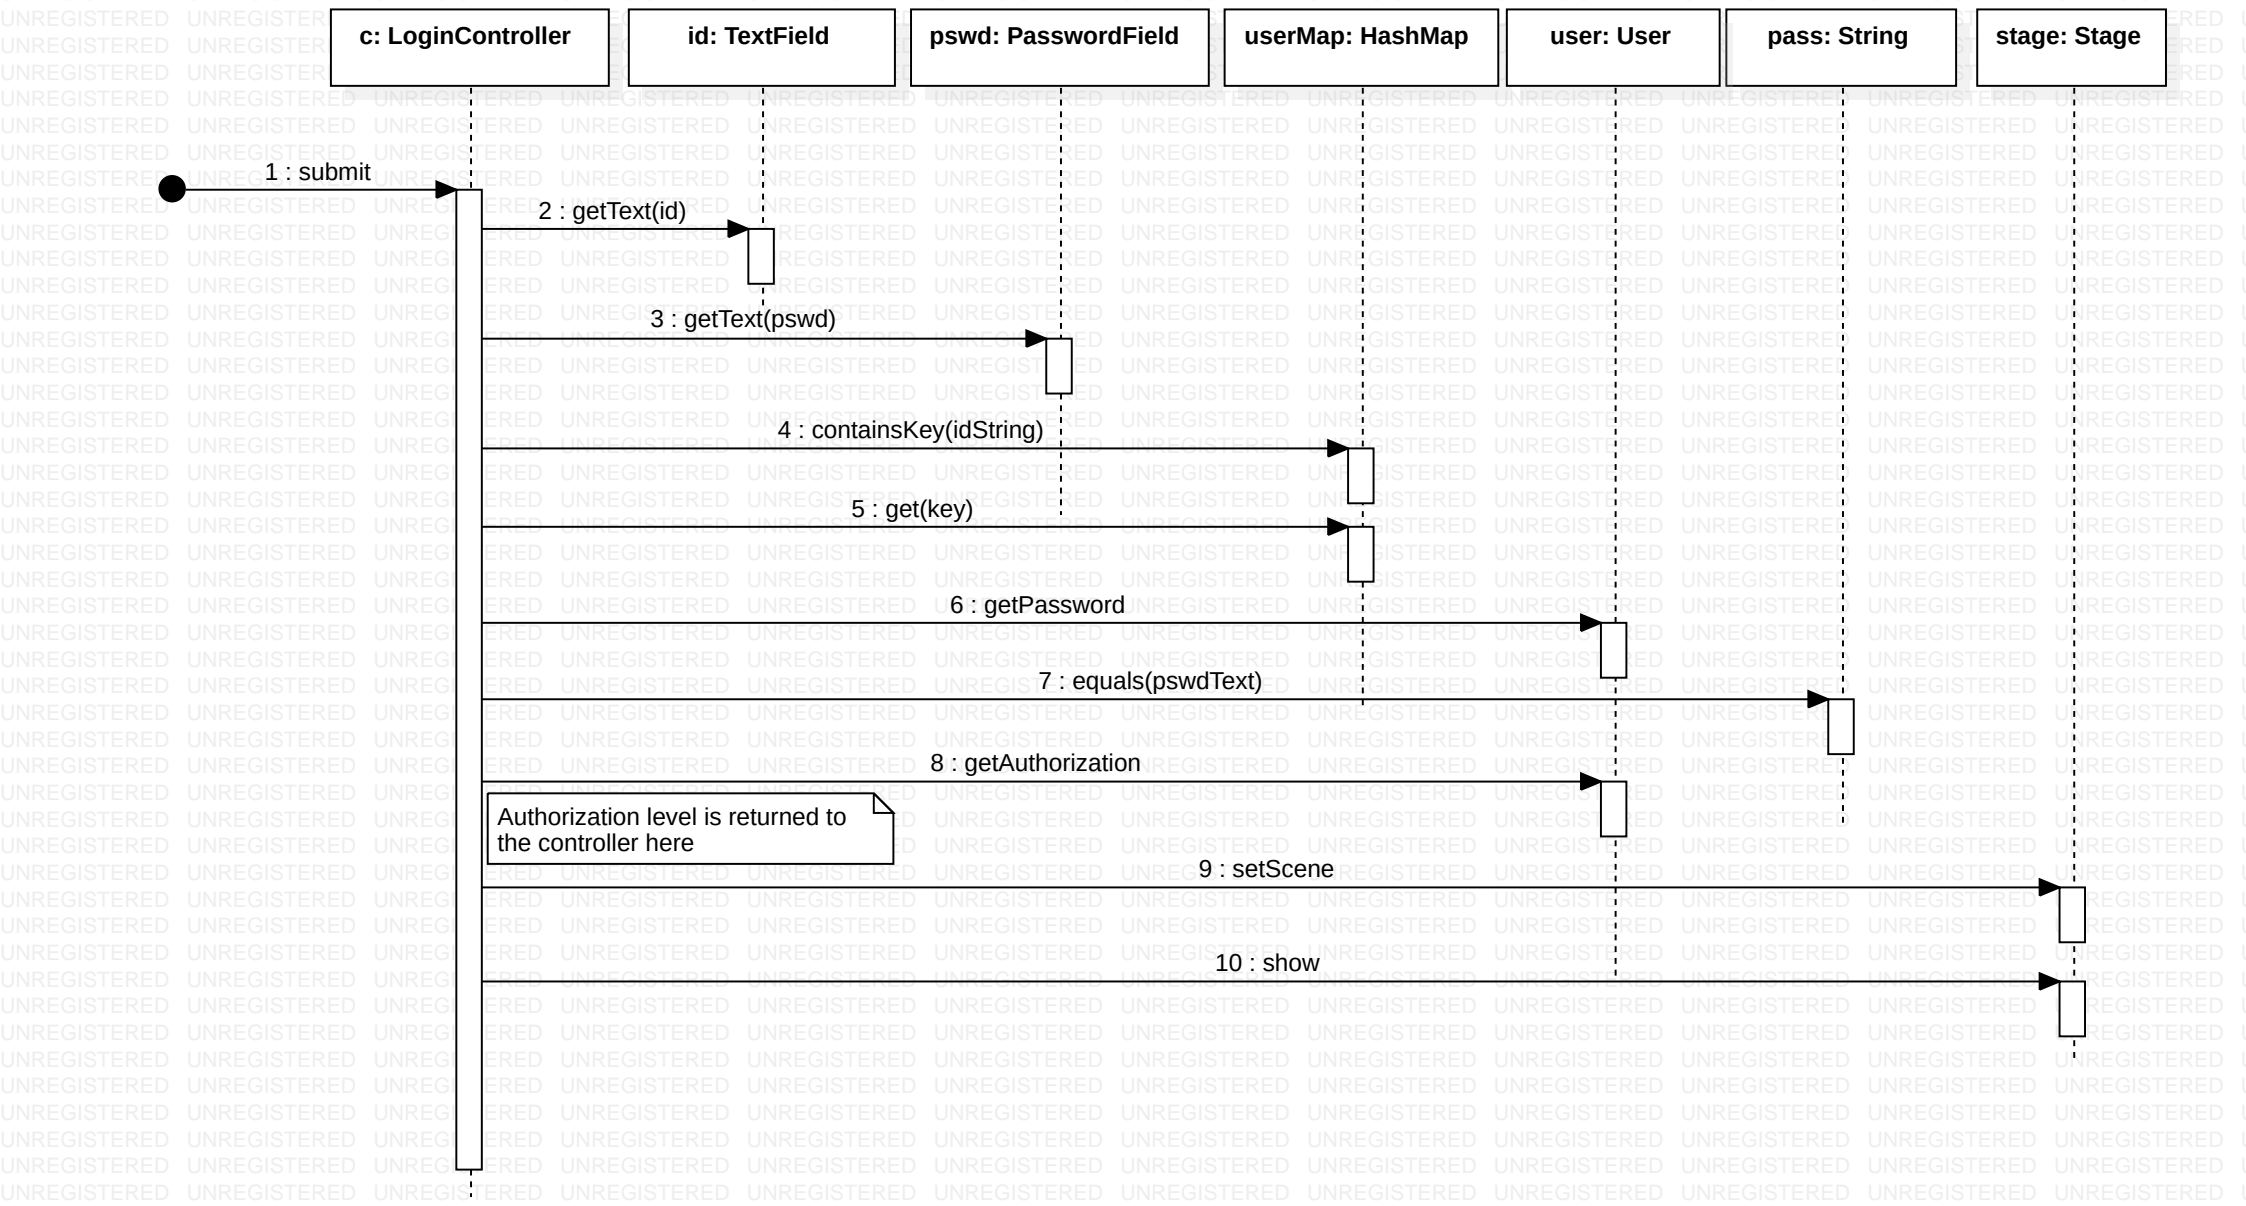 c: LoginController
id: TextField
pswd: PasswordField
userMap: HashMap
user: User
pass: String
stage: Stage
1 : submit
2 : getText(id)
3 : getText(pswd)
4 : containsKey(idString)
5 : get(key)
6 : getPassword
7 : equals(pswdText)
8 : getAuthorization
Authorization level is returned to
the controller here
9 : setScene
10 : show
UNREGISTERED